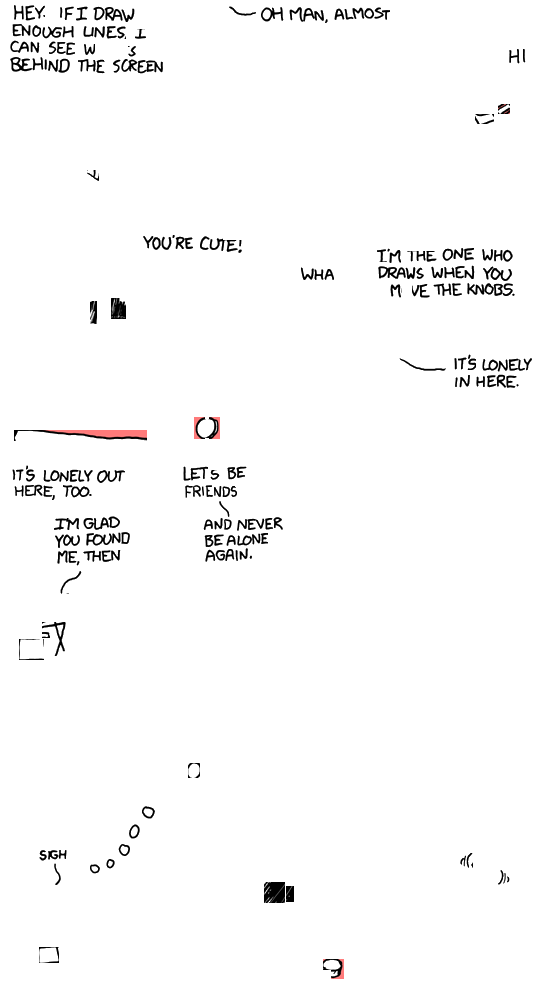 HEY. IF I DRAW
ENOUGH LINES, I
CAN SEE W S
BEHIND THE SCREEN
OH MAN, ALMOST
HI
YOU'RE CUTE!
WHA
I'M THE ONE WHO
DRAWS WHEN YOU
M VE THE KNOBS.
IT'S LONELY
IN HERE.
IT'S LONELY OUT
HERE, TOO.
LET'S BE
FRIENDS
I'M GLAD
YOU FOUND
ME, THEN
AND NEVER
BE ALONE
AGAIN.
SIGH